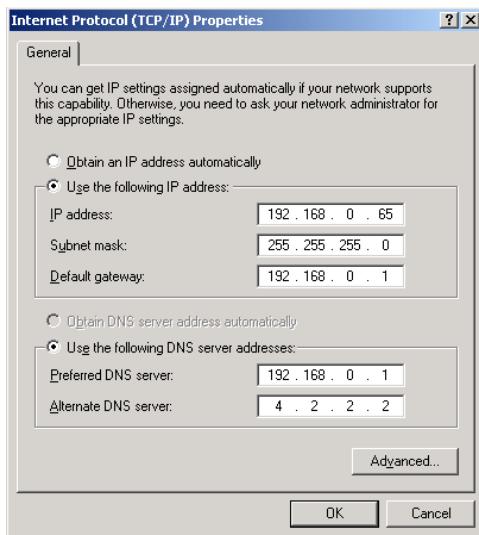 Internet Protocol (TCP/IP) Properties
General
You can get IP settings assigned automatically if your network supports
this capability. Otherwise, you need to ask your network administrator for
the appropriate IP settings.
Obtain an IP address automatically
Use the following IP address:
IP address: 192 . 168 . 0 . 65
Subnet mask: 255 . 255 . 255 . 0
Default gateway: 192 . 168 . 0 . 1
Obtain DNS server address automatically
Use the following DNS server addresses:
Preferred DNS server: 192 . 168 . 0 . 1
Alternate DNS server: 4 . 2 . 2 . 2
Advanced...
OK Cancel